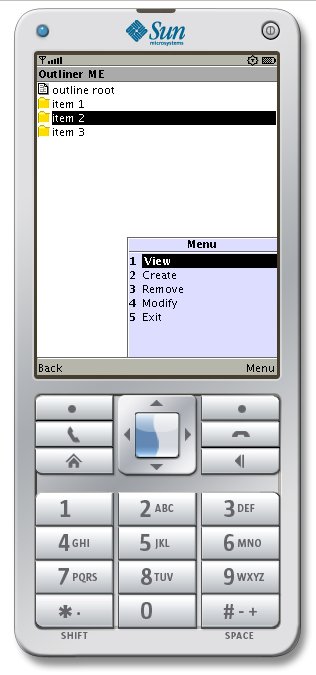 Sun
microsystems
Outliner ME
outline root
item 1
item 2
item 3
Menu
1 View
2 Create
3 Remove
4 Modify
5 Exit
Back Menu
1 2 ABC 3 DEF
4 GHI 5 JKL 6 MNO
7 PQRS 8 TUV 9 WXYZ
* . 0 # - +
SHIFT SPACE